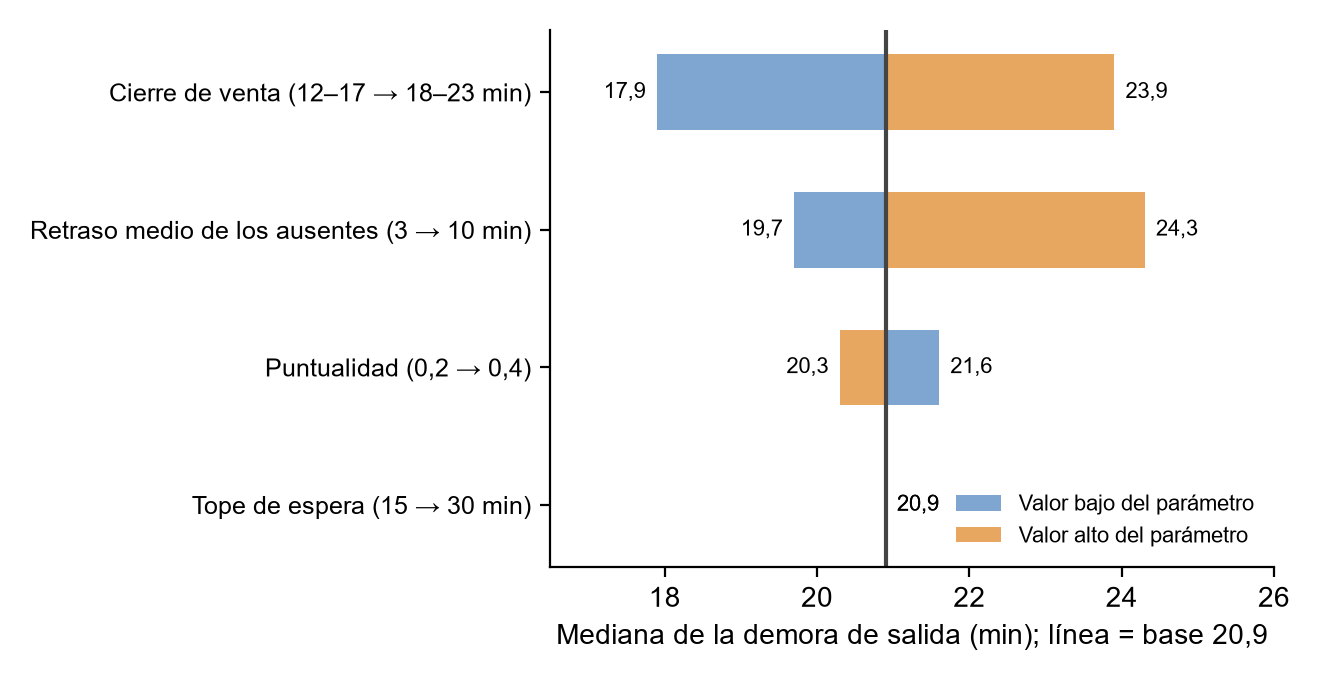 Cierre de venta (12–17 → 18–23 min)
17,9
23,9
Retraso medio de los ausentes (3 → 10 min)
19,7
24,3
Puntualidad (0,2 → 0,4)
20,3
21,6
Tope de espera (15 → 30 min)
20,9
Valor bajo del parámetro
Valor alto del parámetro
18 20 22 24 26
Mediana de la demora de salida (min); línea = base 20,9